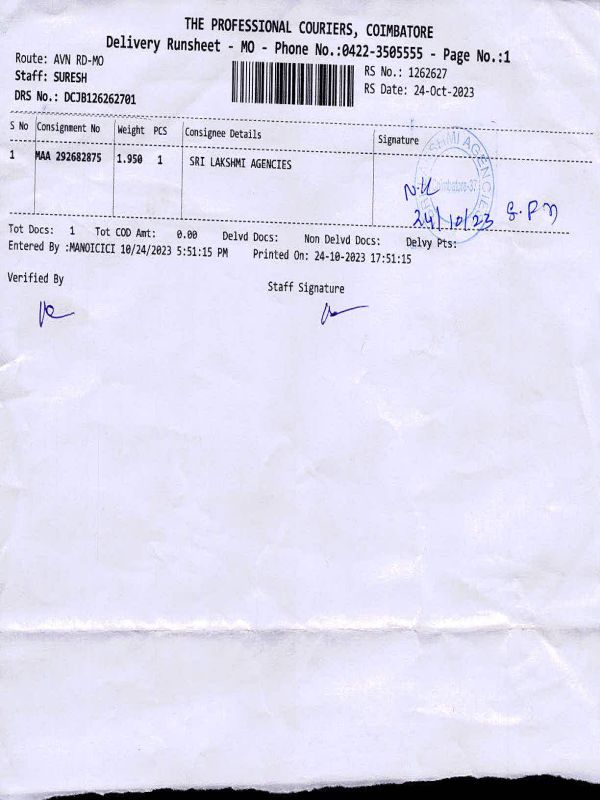 THE PROFESSIONAL COURIERS, COIMBATORE
Delivery Runsheet - MO - Phone No.:0422-3505555 - Page No.:1
Route: AVN RD-MO
RS No.: 1262627
Staff: SURESH
RS Date: 24-Oct-2023
DRS No.: DCJB126262701
S No Consignment No Weight PCS Consignee Details Signature
1 MAA 292682875 1.950 1 SRI LAKSHMI AGENCIES
24/10/23
Tot Docs: 1 Tot COD Amt: 0.00 Delvd Docs: Non Delvd Docs: Delvy Pts:
Entered By :MANOICICI 10/24/2023 5:51:15 PM Printed On: 24-10-2023 17:51:15
Verified By
Staff Signature